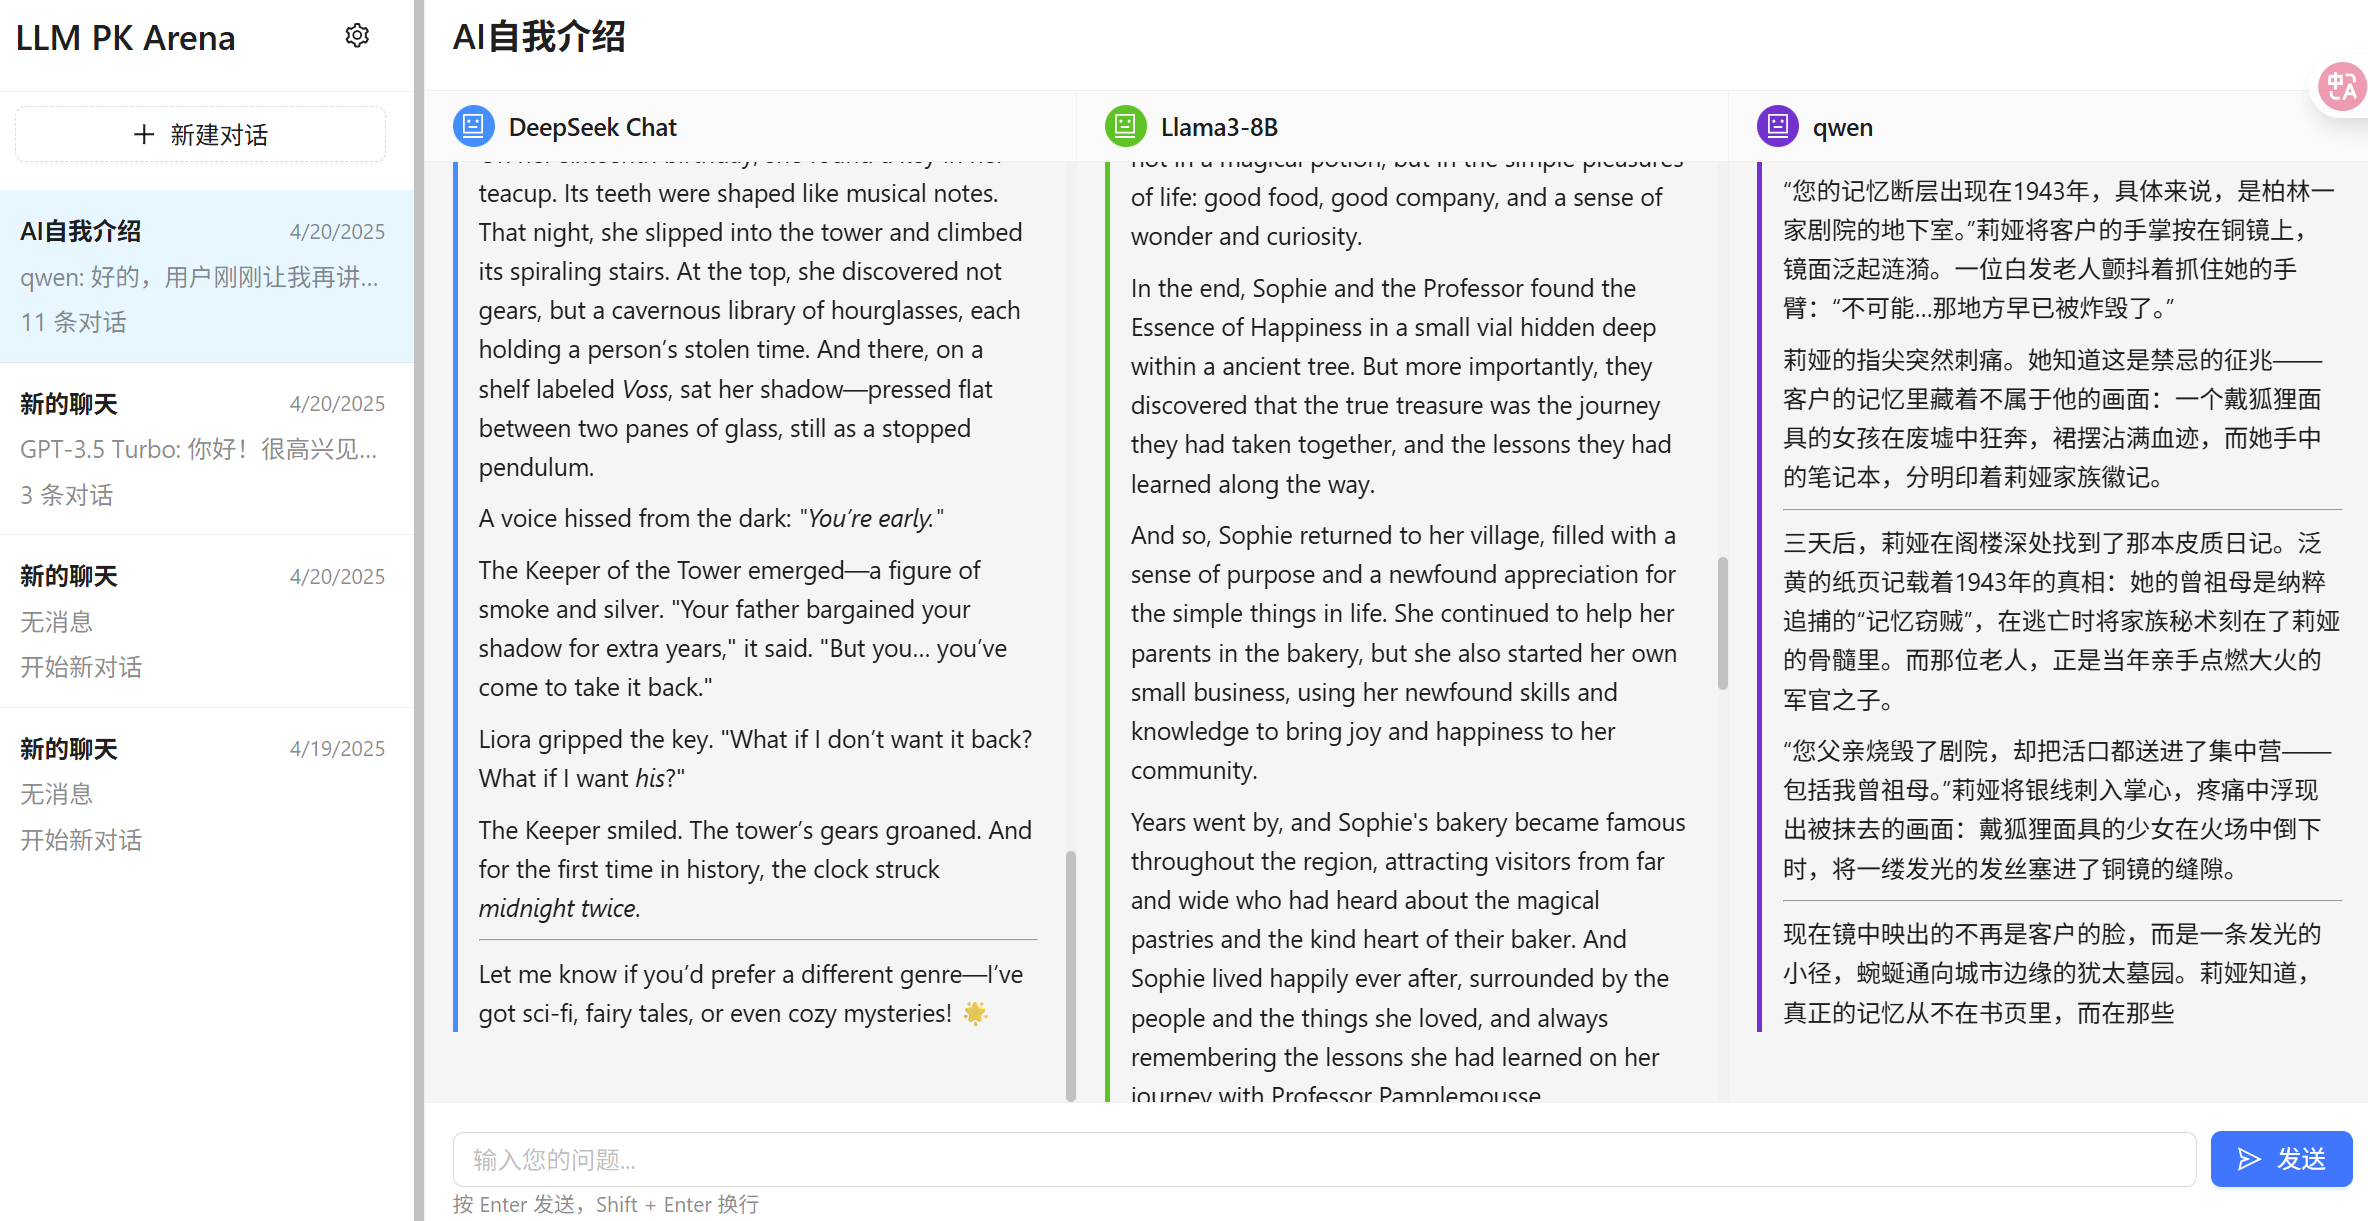 LLM PK Arena
新建对话
AI自我介绍 4/20/2025
qwen: 好的，用户刚刚让我再讲...
11 条对话
新的聊天 4/20/2025
GPT-3.5 Turbo: 你好！很高兴见...
3 条对话
新的聊天 4/20/2025
无消息
开始新对话
新的聊天 4/19/2025
无消息
开始新对话
AI自我介绍
DeepSeek Chat
On her sixteenth birthday, she found a key in her
teacup. Its teeth were shaped like musical notes.
That night, she slipped into the tower and climbed
its spiraling stairs. At the top, she discovered not
gears, but a cavernous library of hourglasses, each
holding a person’s stolen time. And there, on a
shelf labeled Voss, sat her shadow—pressed flat
between two panes of glass, still as a stopped
pendulum.
A voice hissed from the dark: "You’re early."
The Keeper of the Tower emerged—a figure of
smoke and silver. "Your father bargained your
shadow for extra years," it said. "But you… you’ve
come to take it back."
Liora gripped the key. "What if I don’t want it back?
What if I want his?"
The Keeper smiled. The tower’s gears groaned. And
for the first time in history, the clock struck
midnight twice.
Let me know if you’d prefer a different genre—I’ve
got sci-fi, fairy tales, or even cozy mysteries! 🌟
Llama3-8B
not in a magical potion, but in the simple pleasures
of life: good food, good company, and a sense of
wonder and curiosity.
In the end, Sophie and the Professor found the
Essence of Happiness in a small vial hidden deep
within a ancient tree. But more importantly, they
discovered that the true treasure was the journey
they had taken together, and the lessons they had
learned along the way.
And so, Sophie returned to her village, filled with a
sense of purpose and a newfound appreciation for
the simple things in life. She continued to help her
parents in the bakery, but she also started her own
small business, using her newfound skills and
knowledge to bring joy and happiness to her
community.
Years went by, and Sophie's bakery became famous
throughout the region, attracting visitors from far
and wide who had heard about the magical
pastries and the kind heart of their baker. And
Sophie lived happily ever after, surrounded by the
people and the things she loved, and always
remembering the lessons she had learned on her
journey with Professor Pamplemousse
qwen
“您的记忆断层出现在1943年，具体来说，是柏林一
家剧院的地下室。”莉娅将客户的手掌按在铜镜上，
镜面泛起涟漪。一位白发老人颤抖着抓住她的手
臂：“不可能…那地方早已被炸毁了。”
莉娅的指尖突然刺痛。她知道这是禁忌的征兆——
客户的记忆里藏着不属于他的画面：一个戴狐狸面
具的女孩在废墟中狂奔，裙摆沾满血迹，而她手中
的笔记本，分明印着莉娅家族徽记。
三天后，莉娅在阁楼深处找到了那本皮质日记。泛
黄的纸页记载着1943年的真相：她的曾祖母是纳粹
追捕的“记忆窃贼”，在逃亡时将家族秘术刻在了莉娅
的骨髓里。而那位老人，正是当年亲手点燃大火的
军官之子。
“您父亲烧毁了剧院，却把活口都送进了集中营——
包括我曾祖母。”莉娅将银线刺入掌心，疼痛中浮现
出被抹去的画面：戴狐狸面具的少女在火场中倒下
时，将一缕发光的发丝塞进了铜镜的缝隙。
现在镜中映出的不再是客户的脸，而是一条发光的
小径，蜿蜒通向城市边缘的犹太墓园。莉娅知道，
真正的记忆从不在书页里，而在那些
输入您的问题...
发送
按 Enter 发送，Shift + Enter 换行
中A